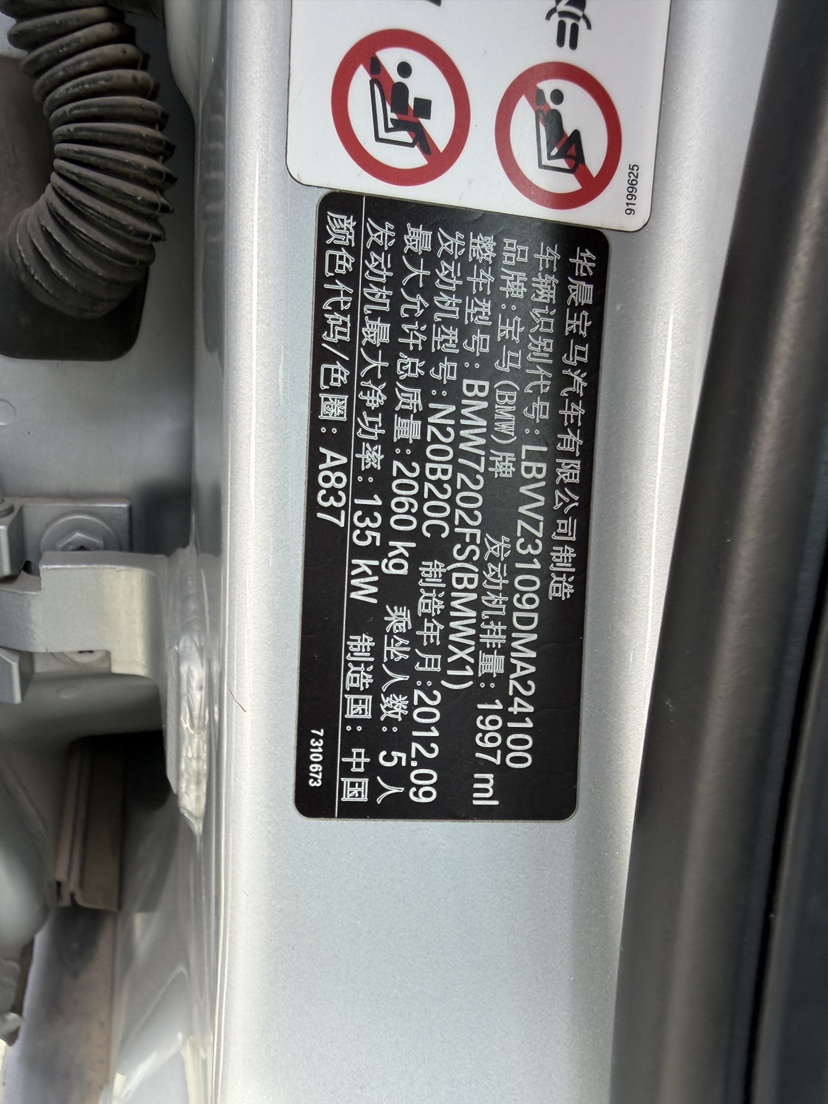 9199625
华晨宝马汽车有限公司制造
车辆识别代号：LBVVZ3109DMA24100
品牌：宝马(BMW)牌 发动机排量：1997 ml
整车型号：BMW7202FS(BMWX1)
发动机型号：N20B20C 制造年月：2012.09
最大允许总质量：2060 kg 乘坐人数：5人
发动机最大净功率：135 kW 制造国：中国
颜色代码/色圈：A837
7310673